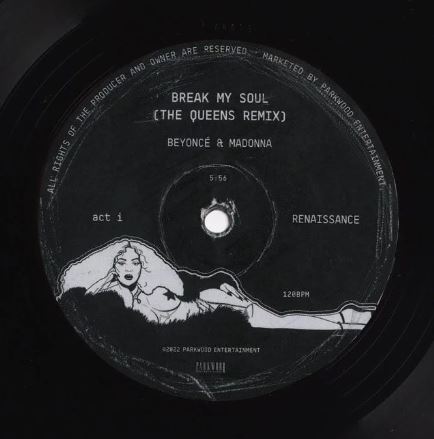 ALL RIGHTS OF THE PRODUCER AND OWNER ARE RESERVED MARKETED BY PARKWOOD ENTERTAINMENT
BREAK MY SOUL
(THE QUEENS REMIX)
BEYONCÉ & MADONNA
5:56
act i
RENAISSANCE
120BPM
©2022 PARKWOOD ENTERTAINMENT
PARKWOOD